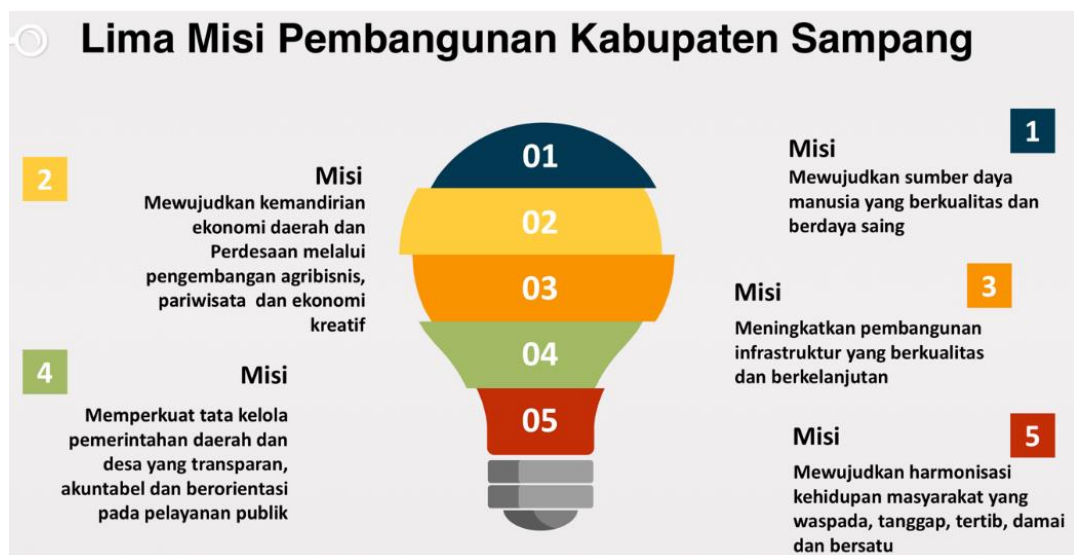 Lima Misi Pembangunan Kabupaten Sampang
1
Misi
Mewujudkan sumber daya
manusia yang berkualitas dan
berdaya saing
2
Misi
Mewujudkan kemandirian
ekonomi daerah dan
Perdesaan melalui
pengembangan agribisnis,
pariwisata dan ekonomi
kreatif
3
Misi
Meningkatkan pembangunan
infrastruktur yang berkualitas
dan berkelanjutan
4
Misi
Memperkuat tata kelola
pemerintahan daerah dan
desa yang transparan,
akuntabel dan berorientasi
pada pelayanan publik
5
Misi
Mewujudkan harmonisasi
kehidupan masyarakat yang
waspada, tanggap, tertib, damai
dan bersatu
01
02
03
04
05